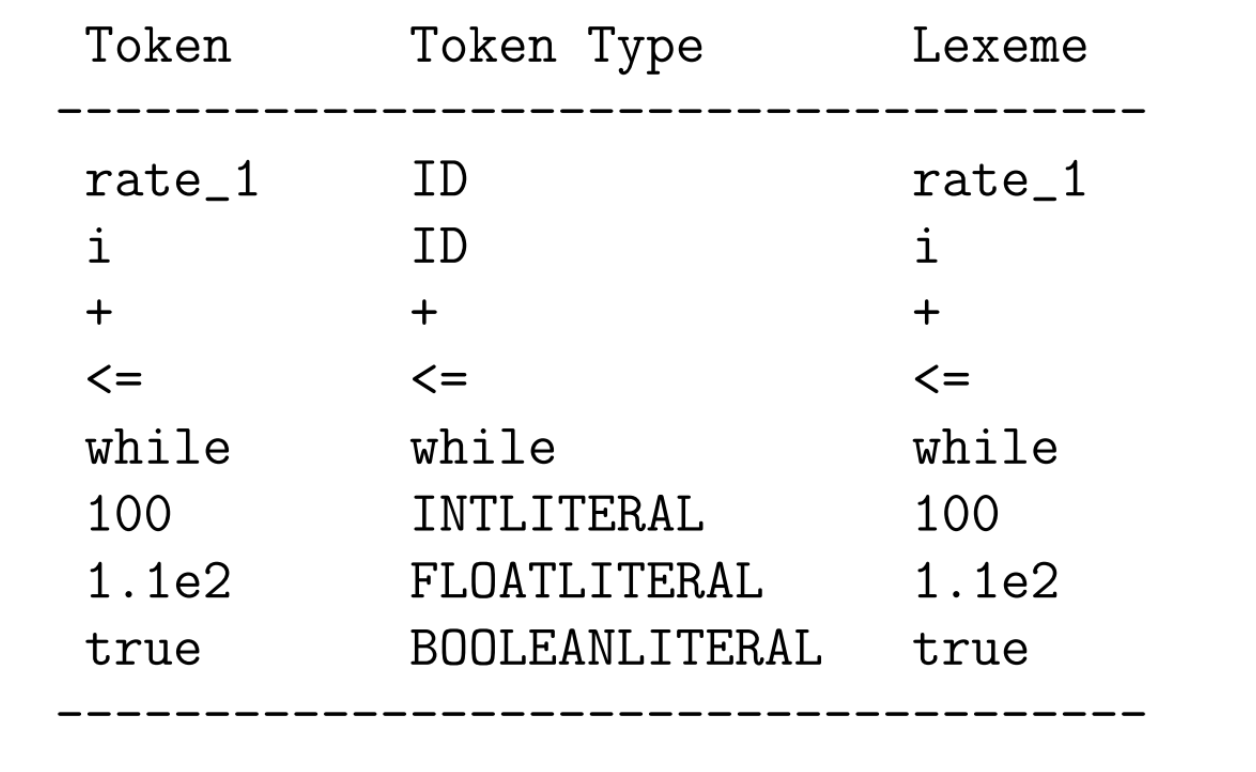 Token Token Type Lexeme
---------------------------------------
rate_1 ID rate_1
i ID i
+ + +
<= <= <=
while while while
100 INTLITERAL 100
1.1e2 FLOATLITERAL 1.1e2
true BOOLEANLITERAL true
---------------------------------------